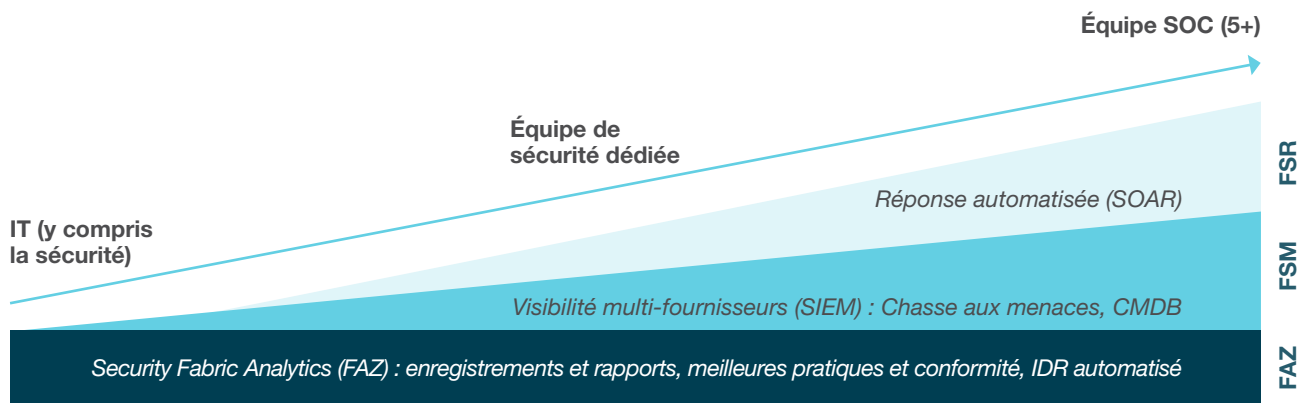 Équipe SOC (5+)
Équipe de
sécurité dédiée
IT (y compris
la sécurité)
Réponse automatisée (SOAR)
FSR
Visibilité multi-fournisseurs (SIEM) : Chasse aux menaces, CMDB
FSM
Security Fabric Analytics (FAZ) : enregistrements et rapports, meilleures pratiques et conformité, IDR automatisé
FAZ